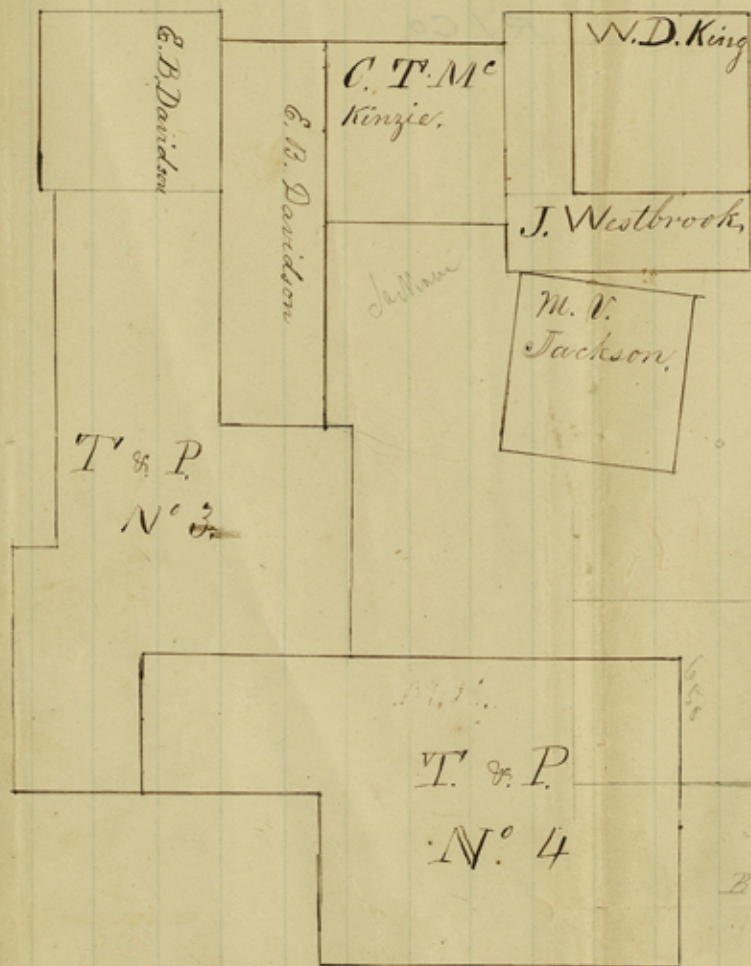 E. B. Davidson
E. B. Davidson
C. T. Mc
Kinzie.
W. D. King
J. Westbrook,
M. V.
Jackson.
T & P.
No 3.
T. & P.
No 4
B